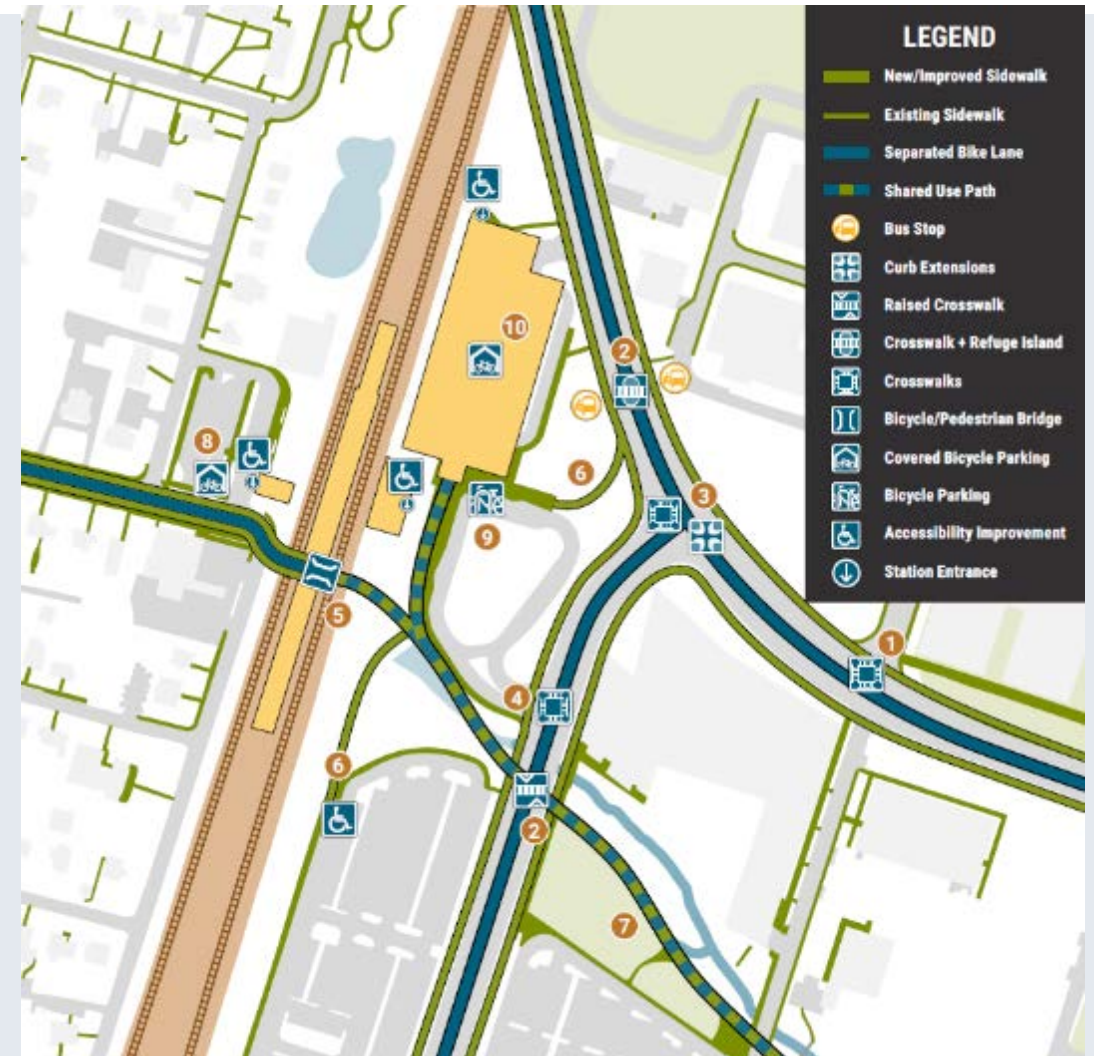 LEGEND
New/Improved Sidewalk
Existing Sidewalk
Separated Bike Lane
Shared Use Path
Bus Stop
Curb Extensions
Raised Crosswalk
Crosswalk + Refuge Island
Crosswalks
Bicycle/Pedestrian Bridge
Covered Bicycle Parking
Bicycle Parking
Accessibility Improvement
Station Entrance
10
2
8
6
3
9
5
1
4
6
2
7